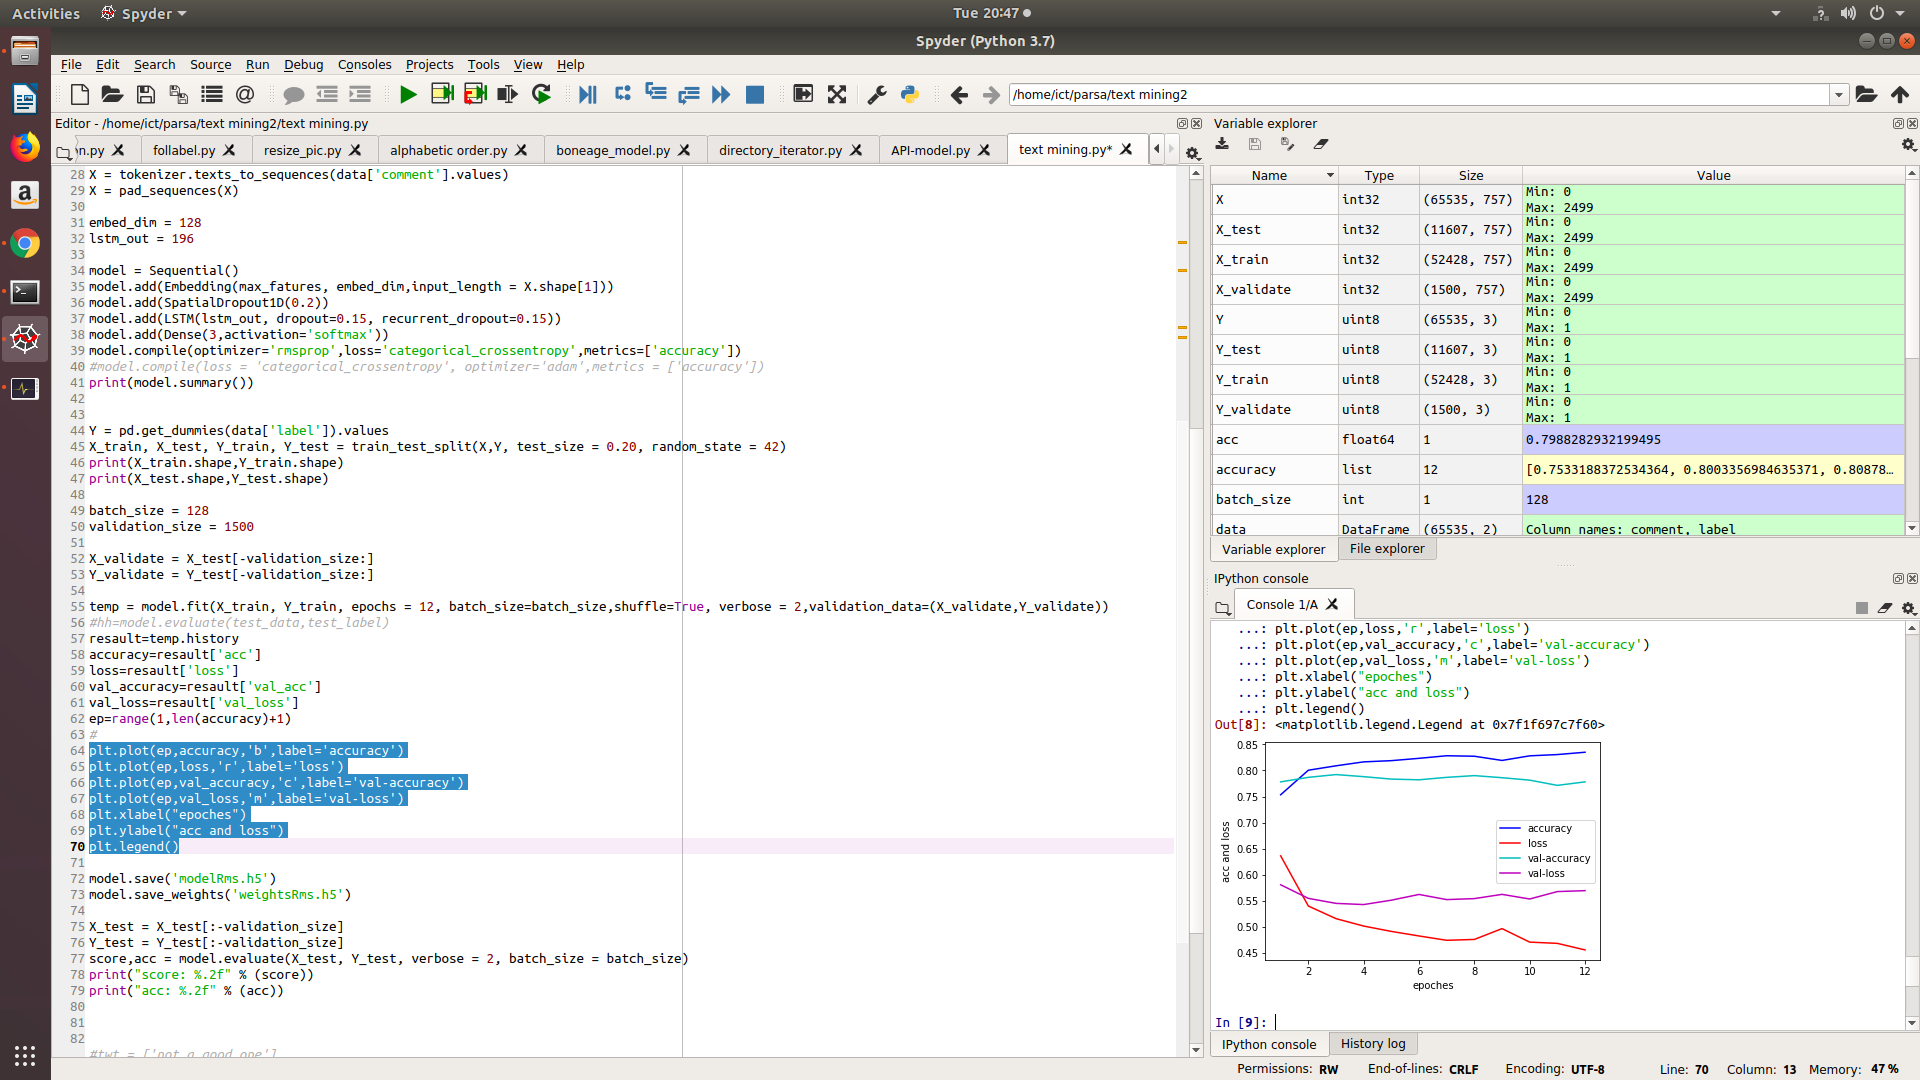 Activities
Spyder
Tue 20:47
Spyder (Python 3.7)
File Edit Search Source Run Debug Consoles Projects Tools View Help
/home/ict/parsa/text mining2
Editor - /home/ict/parsa/text mining2/text mining.py
n.py
follabel.py
resize_pic.py
alphabetic order.py
boneage_model.py
directory_iterator.py
API-model.py
text mining.py*
28 X = tokenizer.texts_to_sequences(data['comment'].values)
29 X = pad_sequences(X)
30
31 embed_dim = 128
32 lstm_out = 196
33
34 model = Sequential()
35 model.add(Embedding(max_fatures, embed_dim,input_length = X.shape[1]))
36 model.add(SpatialDropout1D(0.2))
37 model.add(LSTM(lstm_out, dropout=0.15, recurrent_dropout=0.15))
38 model.add(Dense(3,activation='softmax'))
39 model.compile(optimizer='rmsprop',loss='categorical_crossentropy',metrics=['accuracy'])
40 #model.compile(loss = 'categorical_crossentropy', optimizer='adam',metrics = ['accuracy'])
41 print(model.summary())
42
43
44 Y = pd.get_dummies(data['label']).values
45 X_train, X_test, Y_train, Y_test = train_test_split(X,Y, test_size = 0.20, random_state = 42)
46 print(X_train.shape,Y_train.shape)
47 print(X_test.shape,Y_test.shape)
48
49 batch_size = 128
50 validation_size = 1500
51
52 X_validate = X_test[-validation_size:]
53 Y_validate = Y_test[-validation_size:]
54
55 temp = model.fit(X_train, Y_train, epochs = 12, batch_size=batch_size,shuffle=True, verbose = 2,validation_data=(X_validate,Y_validate))
56 #hh=model.evaluate(test_data,test_label)
57 resault=temp.history
58 accuracy=resault['acc']
59 loss=resault['loss']
60 val_accuracy=resault['val_acc']
61 val_loss=resault['val_loss']
62 ep=range(1,len(accuracy)+1)
63 #
64 plt.plot(ep,accuracy,'b',label='accuracy')
65 plt.plot(ep,loss,'r',label='loss')
66 plt.plot(ep,val_accuracy,'c',label='val-accuracy')
67 plt.plot(ep,val_loss,'m',label='val-loss')
68 plt.xlabel("epoches")
69 plt.ylabel("acc and loss")
70 plt.legend()
71
72 model.save('modelRms.h5')
73 model.save_weights('weightsRms.h5')
74
75 X_test = X_test[:-validation_size]
76 Y_test = Y_test[:-validation_size]
77 score,acc = model.evaluate(X_test, Y_test, verbose = 2, batch_size = batch_size)
78 print("score: %.2f" % (score))
79 print("acc: %.2f" % (acc))
80
81
82
#twt = ['not a good one']
Variable explorer
Name Type Size Value
X int32 (65535, 757) Min: 0
Max: 2499
X_test int32 (11607, 757) Min: 0
Max: 2499
X_train int32 (52428, 757) Min: 0
Max: 2499
X_validate int32 (1500, 757) Min: 0
Max: 2499
Y uint8 (65535, 3) Min: 0
Max: 1
Y_test uint8 (11607, 3) Min: 0
Max: 1
Y_train uint8 (52428, 3) Min: 0
Max: 1
Y_validate uint8 (1500, 3) Min: 0
Max: 1
acc float64 1 0.7988282932199495
accuracy list 12 [0.7533188372534364, 0.8003356984635371, 0.80878…
batch_size int 1 128
data DataFrame (65535, 2) Column names: comment, label
Variable explorer File explorer
IPython console
Console 1/A
...: plt.plot(ep,loss,'r',label='loss')
...: plt.plot(ep,val_accuracy,'c',label='val-accuracy')
...: plt.plot(ep,val_loss,'m',label='val-loss')
...: plt.xlabel("epoches")
...: plt.ylabel("acc and loss")
...: plt.legend()
Out[8]: <matplotlib.legend.Legend at 0x7f1f697c7f60>
0.85
0.80
0.75
0.70
0.65
0.60
0.55
0.50
0.45
acc and loss
accuracy
loss
val-accuracy
val-loss
2 4 6 8 10 12
epoches
In [9]:
IPython console History log
Permissions: RW End-of-lines: CRLF Encoding: UTF-8 Line: 70 Column: 13 Memory: 47 %